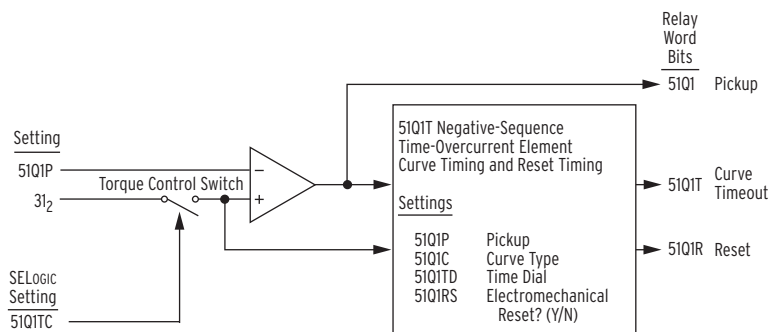 Relay
Word
Bits
51Q1 Pickup
Setting
51Q1P
Torque Control Switch
31₂
SELOGIC
Setting
51Q1TC
–
+
51Q1T Negative-Sequence
Time-Overcurrent Element
Curve Timing and Reset Timing
Settings
51Q1P Pickup
51Q1C Curve Type
51Q1TD Time Dial
51Q1RS Electromechanical
Reset? (Y/N)
51Q1T Curve
Timeout
51Q1R Reset